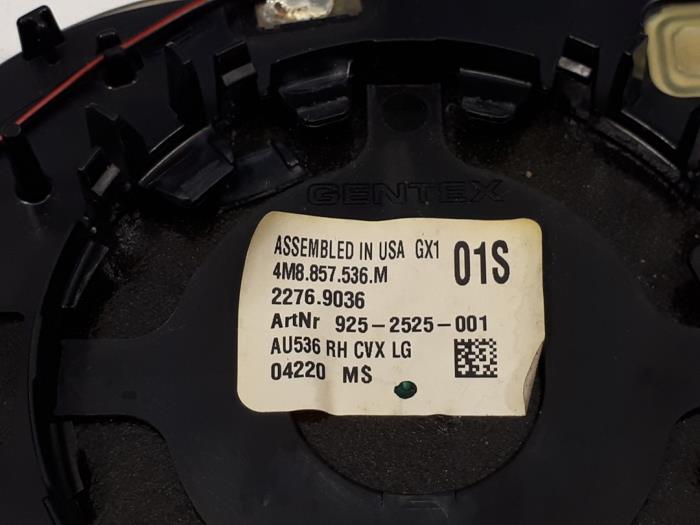 GENTEX
ASSEMBLED IN USA GX1
01S
4M8.857.536.M
2276.9036
ArtNr 925-2525-001
AU536 RH CVX LG
04220 MS